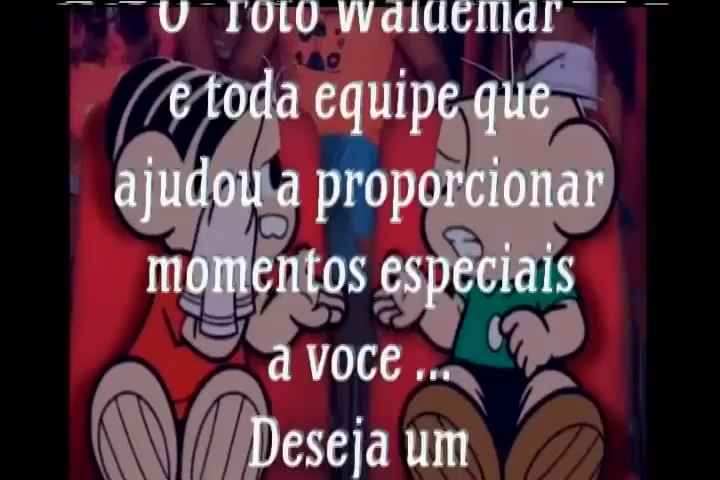 O Foto Waldemar
e toda equipe que
ajudou a proporcionar
momentos especiais
a voce ...
Deseja um